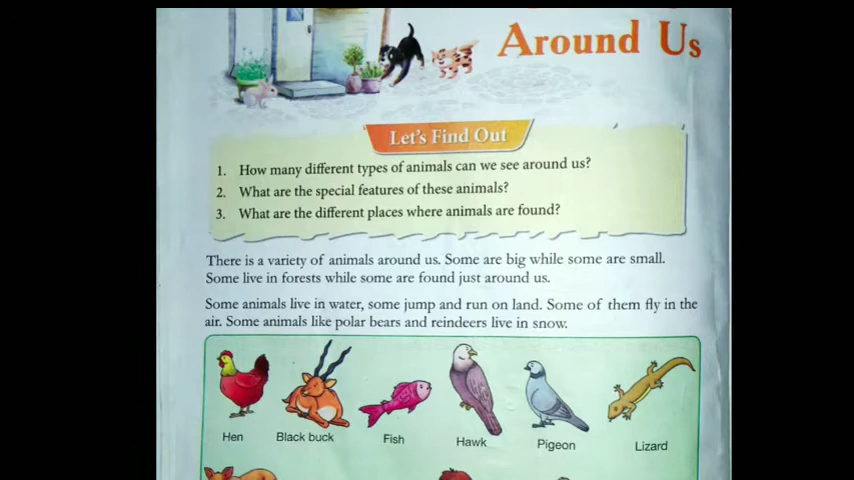 Around Us
Let's Find Out
1. How many different types of animals can we see around us?
2. What are the special features of these animals?
3. What are the different places where animals are found?
There is a variety of animals around us. Some are big while some are small.
Some live in forests while some are found just around us.
Some animals live in water, some jump and run on land. Some of them fly in the
air. Some animals like polar bears and reindeers live in snow.
Hen
Black buck
Fish
Hawk
Pigeon
Lizard